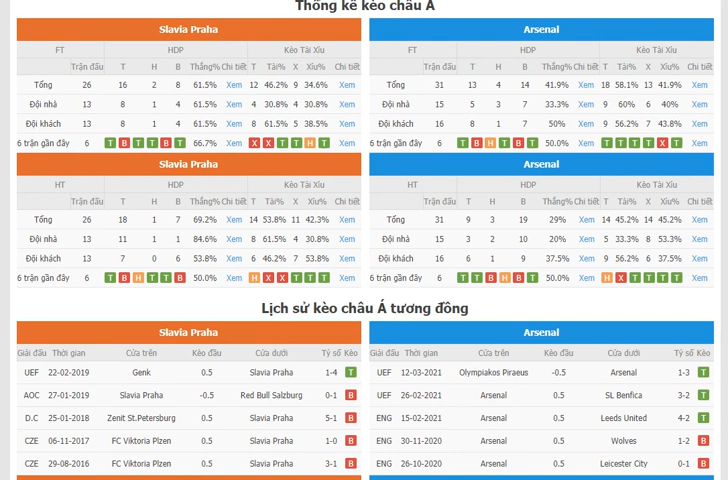 Thống kê kèo châu Á
Slavia Praha
FT HDP Kèo Tài Xỉu
Trận đấu T H B Thắng% Chi tiết T Tài% X Xỉu% Chi tiết
Tổng 26 16 2 8 61.5% Xem 12 46.2% 9 34.6% Xem
Đội nhà 13 8 1 4 61.5% Xem 4 30.8% 4 30.8% Xem
Đội khách 13 8 1 4 61.5% Xem 8 61.5% 5 38.5% Xem
6 trận gần đây 6 T B T T B T 66.7% Xem X X T T H T Xem
Arsenal
FT HDP Kèo Tài Xỉu
Trận đấu T H B Thắng% Chi tiết T Tài% X Xỉu% Chi tiết
Tổng 31 13 4 14 41.9% Xem 18 58.1% 13 41.9% Xem
Đội nhà 15 5 3 7 33.3% Xem 9 60% 6 40% Xem
Đội khách 16 8 1 7 50% Xem 9 56.2% 7 43.8% Xem
6 trận gần đây 6 T B H T B T 50.0% Xem T T T T X T Xem
Slavia Praha
HT HDP Kèo Tài Xỉu
Trận đấu T H B Thắng% Chi tiết T Tài% X Xỉu% Chi tiết
Tổng 26 18 1 7 69.2% Xem 14 53.8% 11 42.3% Xem
Đội nhà 13 11 1 1 84.6% Xem 8 61.5% 4 30.8% Xem
Đội khách 13 7 0 6 53.8% Xem 6 46.2% 7 53.8% Xem
6 trận gần đây 6 T B H T T B 50.0% Xem H X X T T T Xem
Arsenal
HT HDP Kèo Tài Xỉu
Trận đấu T H B Thắng% Chi tiết T Tài% X Xỉu% Chi tiết
Tổng 31 9 3 19 29% Xem 14 45.2% 14 45.2% Xem
Đội nhà 15 3 2 10 20% Xem 5 33.3% 8 53.3% Xem
Đội khách 16 6 1 9 37.5% Xem 9 56.2% 6 37.5% Xem
6 trận gần đây 6 T T B H B T 50.0% Xem H X T T T T Xem
Lịch sử kèo châu Á tương đồng
Slavia Praha
Giải đấu Thời gian Cửa trên Kèo đầu Cửa dưới Tỷ số Kèo
UEF 22-02-2019 Genk 0.5 Slavia Praha 1-4 T
AOC 27-01-2019 Slavia Praha -0.5 Red Bull Salzburg 0-1 B
D.C 25-01-2018 Zenit St.Petersburg 0.5 Slavia Praha 5-1 B
CZE 06-11-2017 FC Viktoria Plzen 0.5 Slavia Praha 1-0 B
CZE 29-08-2016 FC Viktoria Plzen 0.5 Slavia Praha 3-1 B
Arsenal
Giải đấu Thời gian Cửa trên Kèo đầu Cửa dưới Tỷ số Kèo
UEF 12-03-2021 Olympiakos Piraeus -0.5 Arsenal 1-3 T
UEF 26-02-2021 Arsenal 0.5 SL Benfica 3-2 T
ENG 15-02-2021 Arsenal 0.5 Leeds United 4-2 T
ENG 30-11-2020 Arsenal 0.5 Wolves 1-2 B
ENG 26-10-2020 Arsenal 0.5 Leicester City 0-1 B